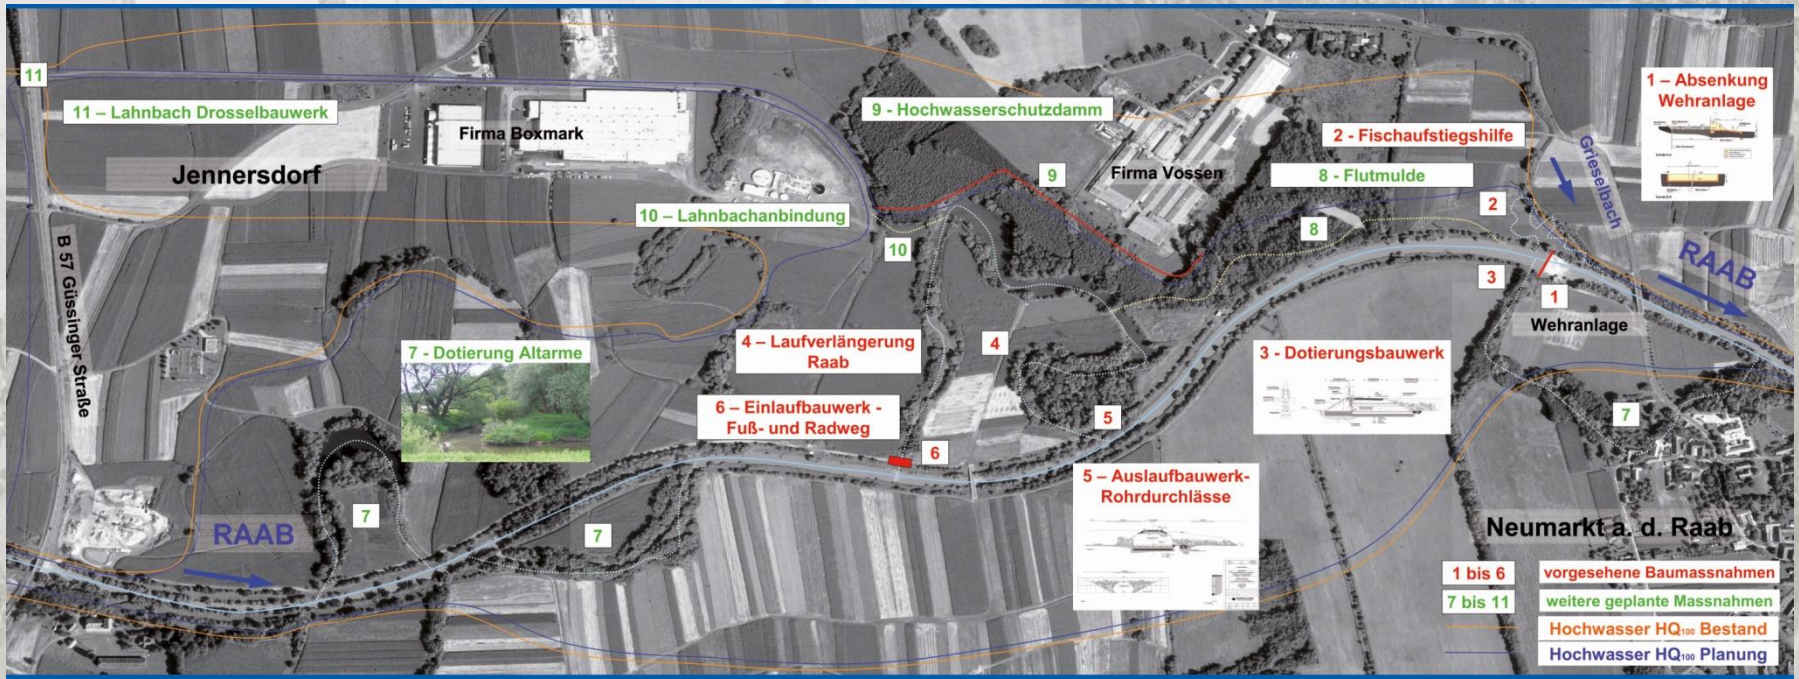 11
11 – Lahnbach Drosselbauwerk
Firma Boxmark
Jennersdorf
10 – Lahnbachanbindung
10
9 - Hochwasserschutzdamm
9
Firma Vossen
2 - Fischaufstiegshilfe
8 - Flutmulde
8
2
Grieselbach
1 – Absenkung
Wehranlage
RAAB
3
1
Wehranlage
B 57 Güssinger Straße
7 - Dotierung Altarme
4 – Laufverlängerung
Raab
4
6 – Einlaufbauwerk -
Fuß- und Radweg
6
5
3 - Dotierungsbauwerk
7
5 – Auslaufbauwerk-
Rohrdurchlässe
RAAB
7
7
Neumarkt a. d. Raab
1 bis 6 vorgesehene Baumassnahmen
7 bis 11 weitere geplante Massnahmen
Hochwasser HQ100 Bestand
Hochwasser HQ100 Planung